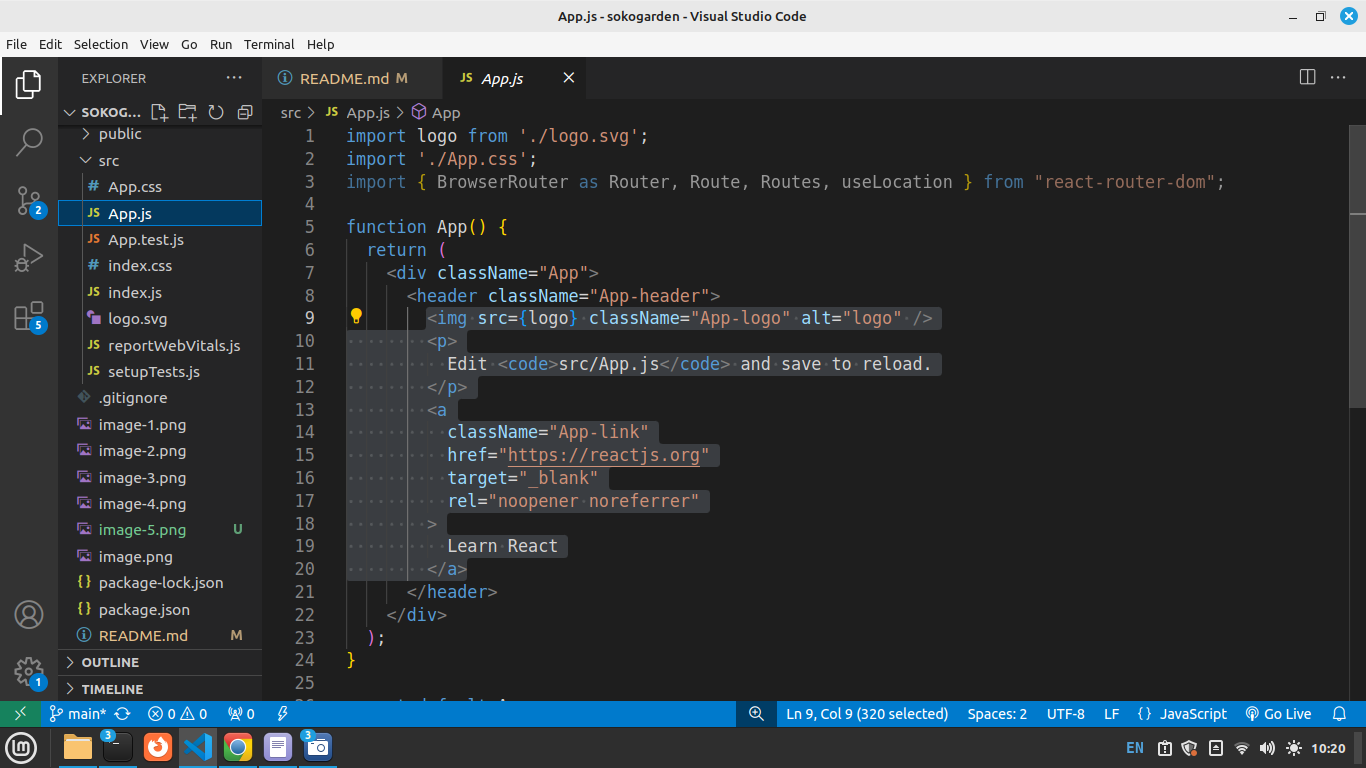 App.js - sokogarden - Visual Studio Code
File Edit Selection View Go Run Terminal Help
EXPLORER
README.md M
JS App.js
SOKOG...
src > JS App.js > App
public
src
# App.css
JS App.js
JS App.test.js
# index.css
JS index.js
logo.svg
JS reportWebVitals.js
JS setupTests.js
.gitignore
image-1.png
image-2.png
image-3.png
image-4.png
image-5.png U
image.png
{} package-lock.json
{} package.json
README.md M
OUTLINE
TIMELINE
2
5
1
1 import logo from './logo.svg';
2 import './App.css';
3 import { BrowserRouter as Router, Route, Routes, useLocation } from "react-router-dom";
4
5 function App() {
6 return (
7 <div className="App">
8 <header className="App-header">
9 <img src={logo} className="App-logo" alt="logo" />
10 <p>
11 Edit <code>src/App.js</code> and save to reload.
12 </p>
13 <a
14 className="App-link"
15 href="https://reactjs.org"
16 target="_blank"
17 rel="noopener noreferrer"
18 >
19 Learn React
20 </a>
21 </header>
22 </div>
23 );
24 }
25
main* 0 0 0 Ln 9, Col 9 (320 selected) Spaces: 2 UTF-8 LF {} JavaScript Go Live
3 3 EN 10:20